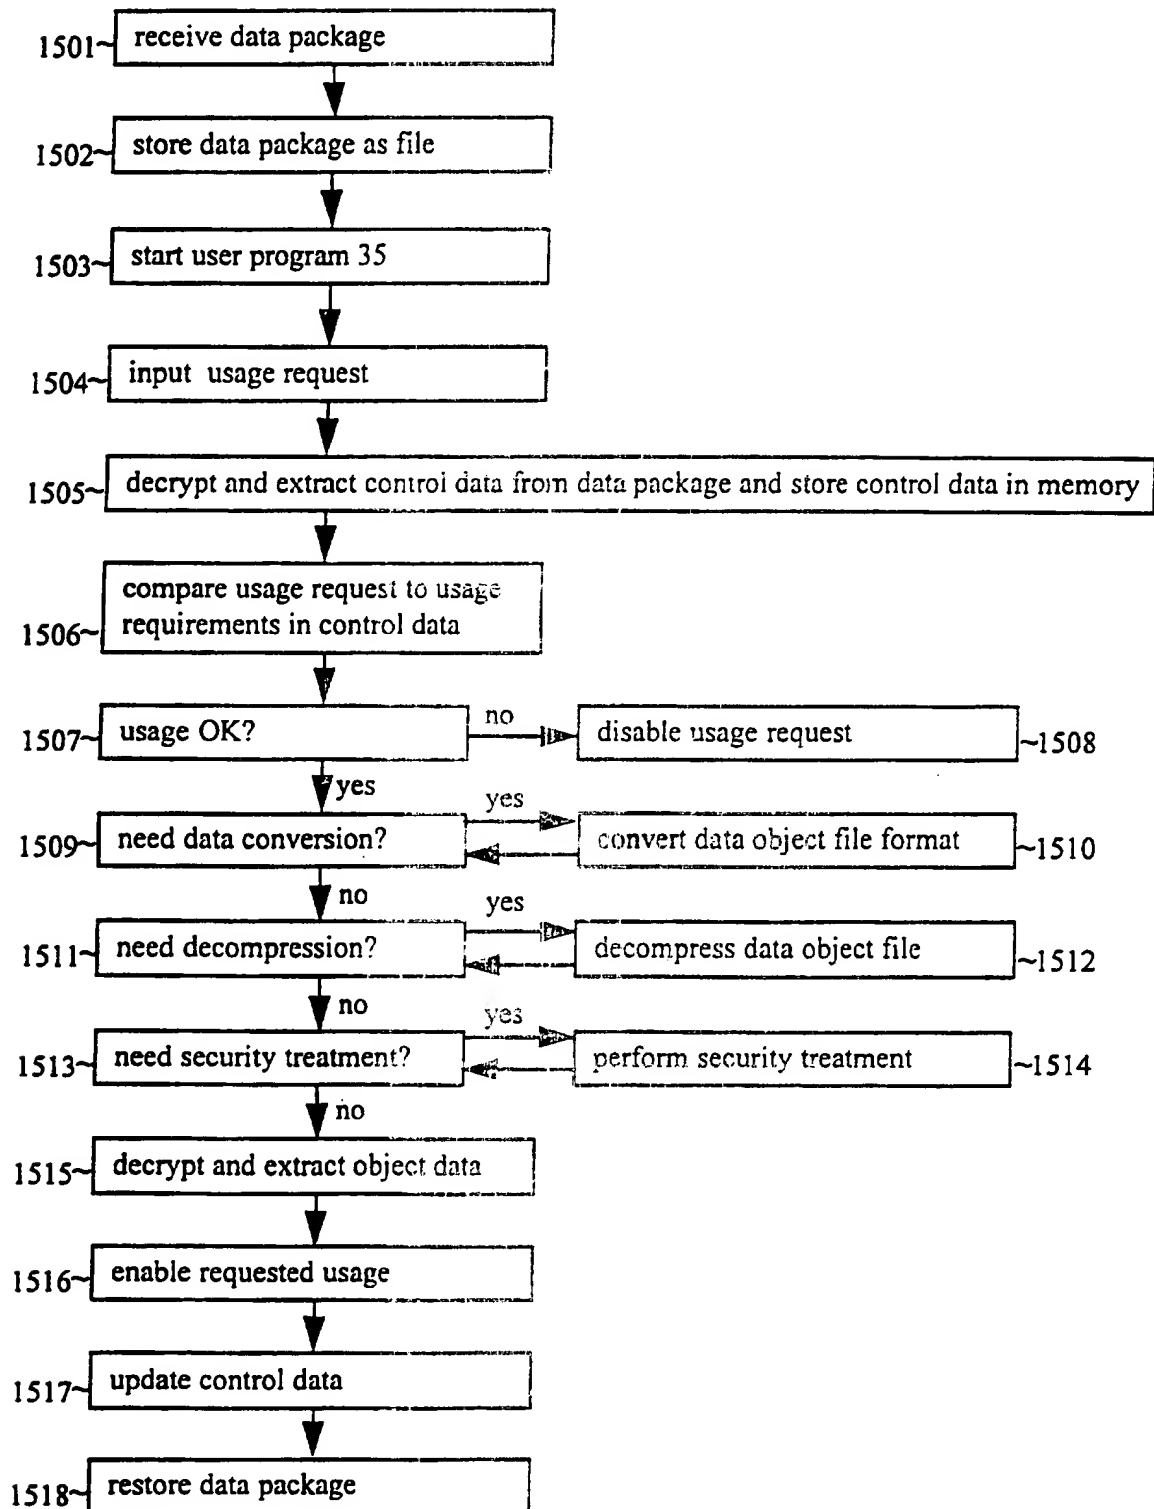 1501~ receive data package
1502~ store data package as file
1503~ start user program 35
1504~ input usage request
1505~ decrypt and extract control data from data package and store control data in memory
compare usage request to usage
1506~ requirements in control data
1507~ usage OK? no disable usage request ~1508
yes
yes
1509~ need data conversion? convert data object file format ~1510
no
yes
1511~ need decompression? decompress data object file ~1512
no
yes
1513~ need security treatment? perform security treatment ~1514
no
1515~ decrypt and extract object data
1516~ enable requested usage
1517~ update control data
1518~ restore data package